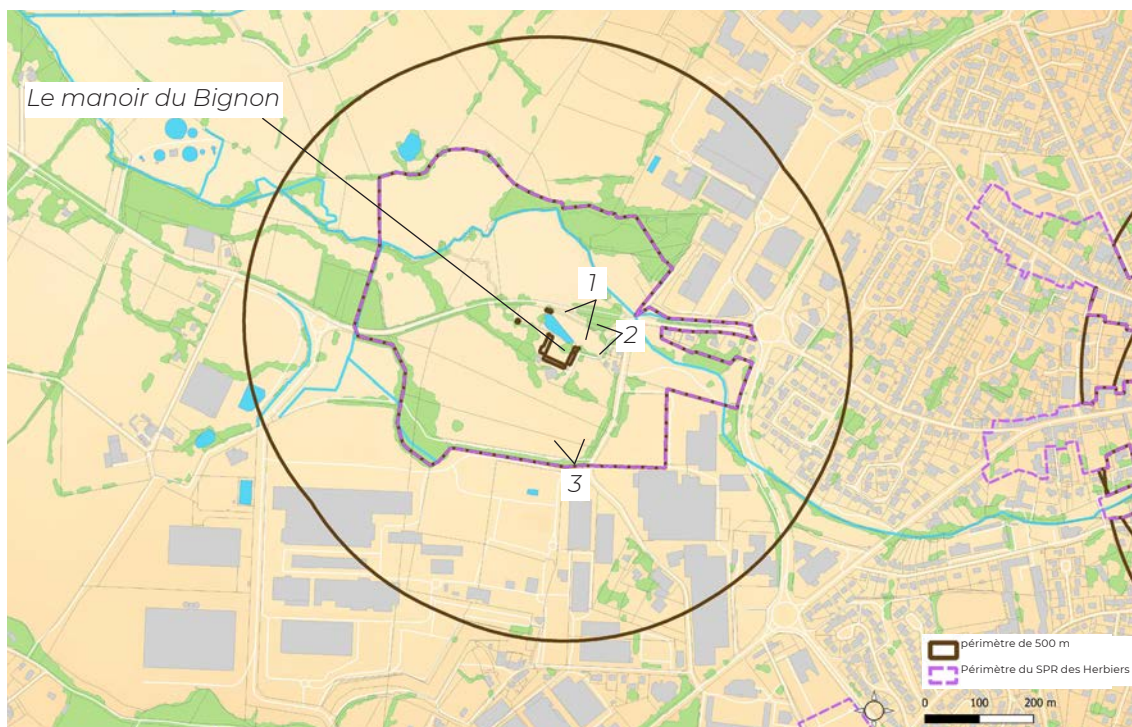 Le manoir du Bignon
1
2
3
périmètre de 500 m
Périmètre du SPR des Herbiers
0 100 200 m